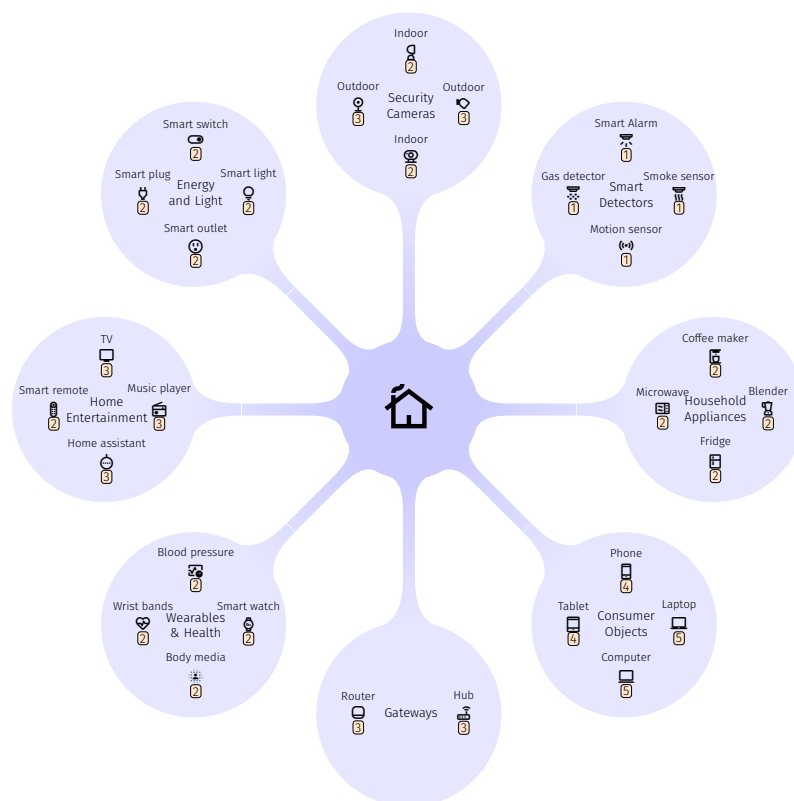 Indoor
2
Outdoor
3
Security
Cameras
Outdoor
3
Indoor
2
Smart switch
2
Smart plug
2
Energy
and Light
Smart light
2
Smart outlet
2
Smart Alarm
1
Gas detector
1
Smart
Detectors
Smoke sensor
1
Motion sensor
1
TV
3
Smart remote
2
Home
Entertainment
Music player
3
Home assistant
3
Coffee maker
2
Microwave
2
Household
Appliances
Blender
2
Fridge
2
Blood pressure
2
Wrist bands
2
Wearables
& Health
Smart watch
2
Body media
2
Phone
4
Tablet
4
Consumer
Objects
Laptop
5
Computer
5
Router
3
Gateways
Hub
3